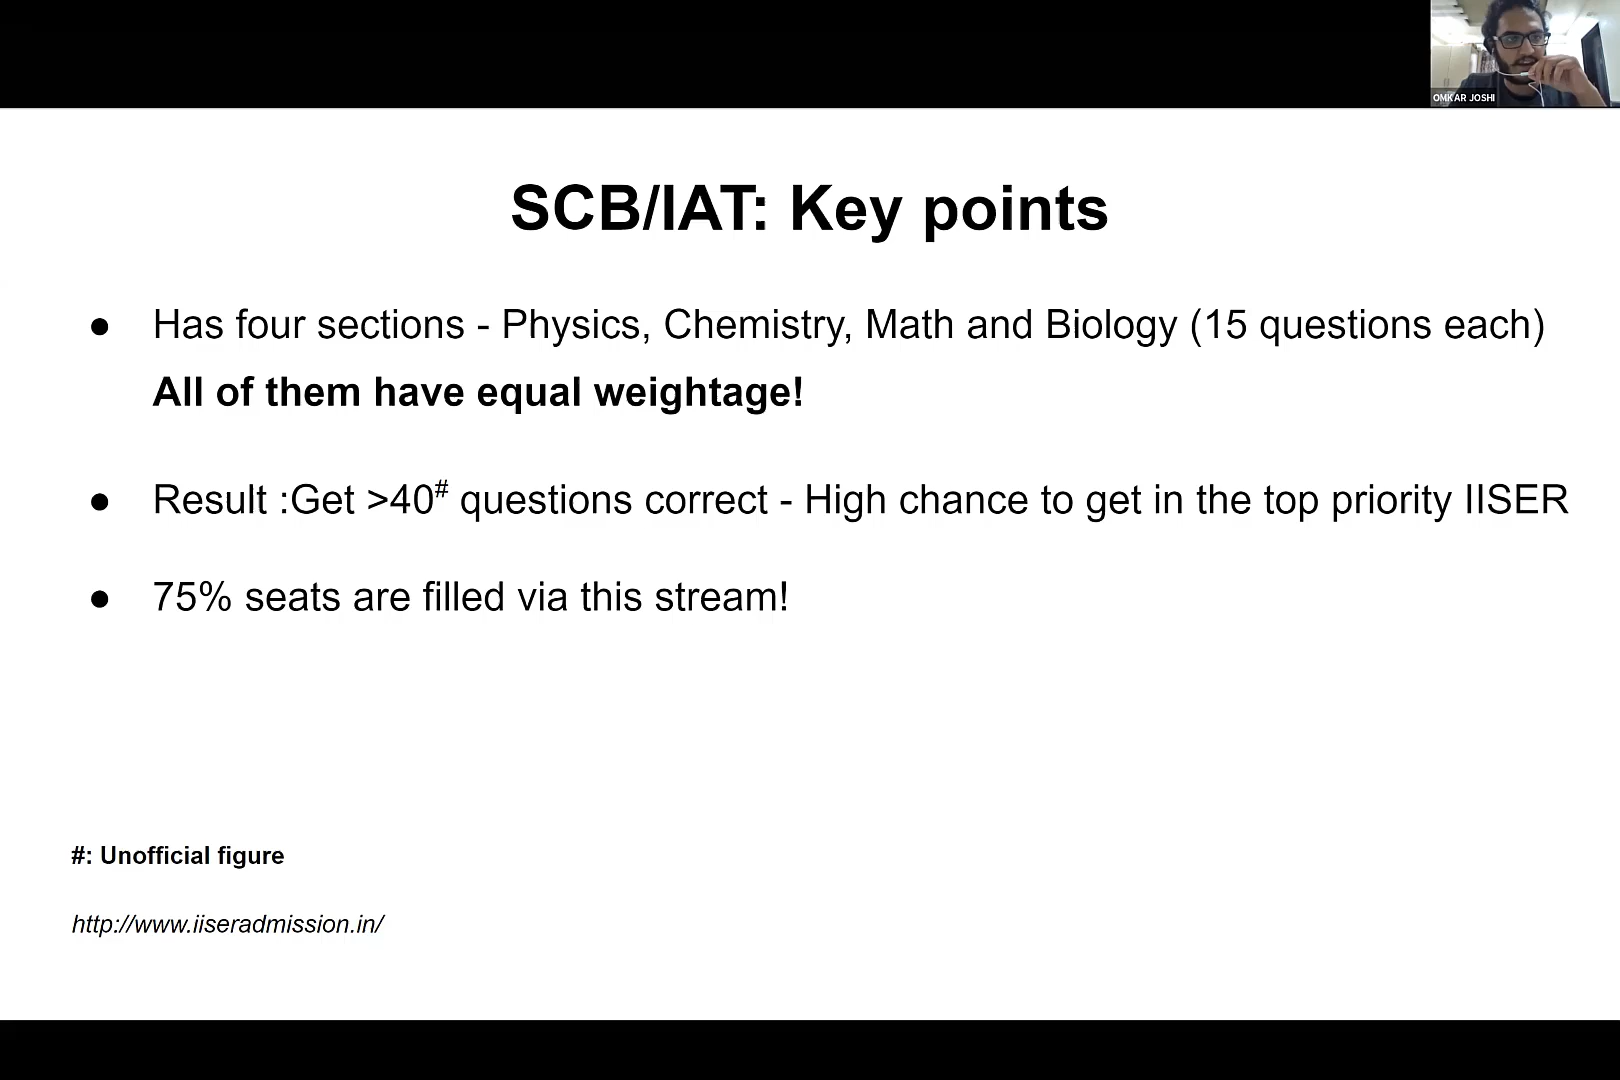 OMKAR JOSHI
SCB/IAT: Key points
● Has four sections - Physics, Chemistry, Math and Biology (15 questions each)
All of them have equal weightage!
● Result :Get >40# questions correct - High chance to get in the top priority IISER
● 75% seats are filled via this stream!
#: Unofficial figure
http://www.iiseradmission.in/